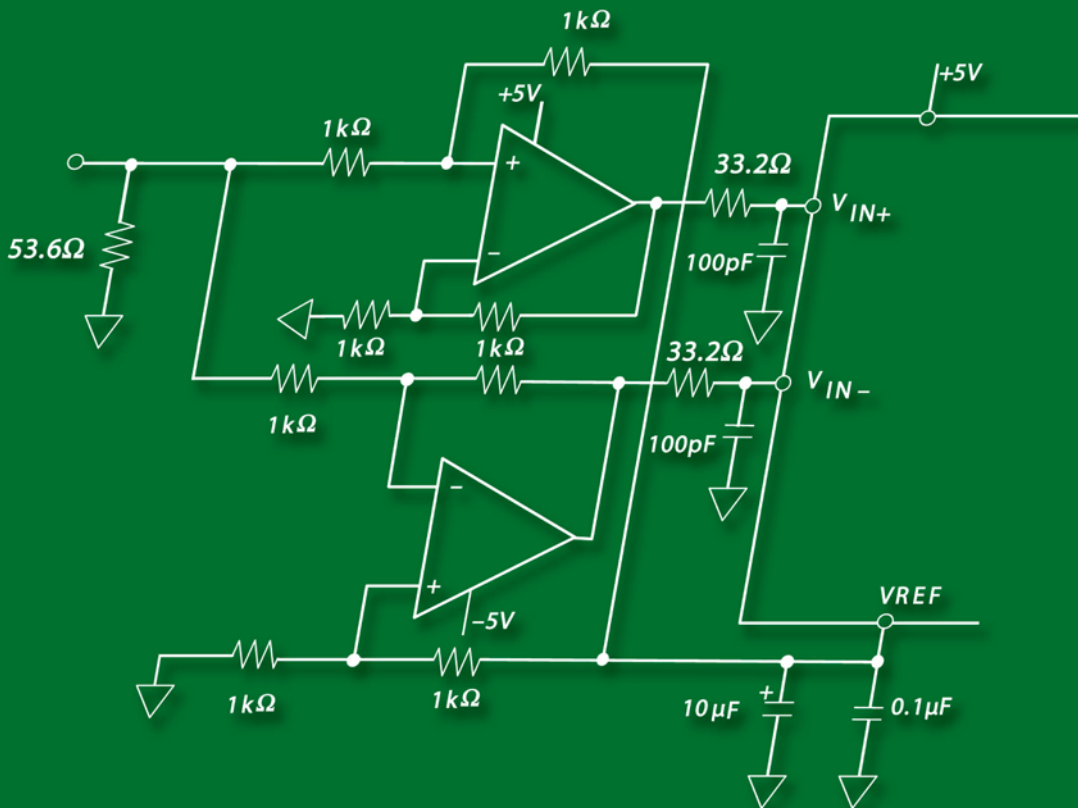 1kΩ
+5V
+5V
1kΩ
+
33.2Ω
V IN+
53.6Ω
−
100pF
1kΩ
1kΩ
33.2Ω
V IN −
1kΩ
100pF
−
+
−5V
VREF
1kΩ
1kΩ
+
10μF
0.1μF